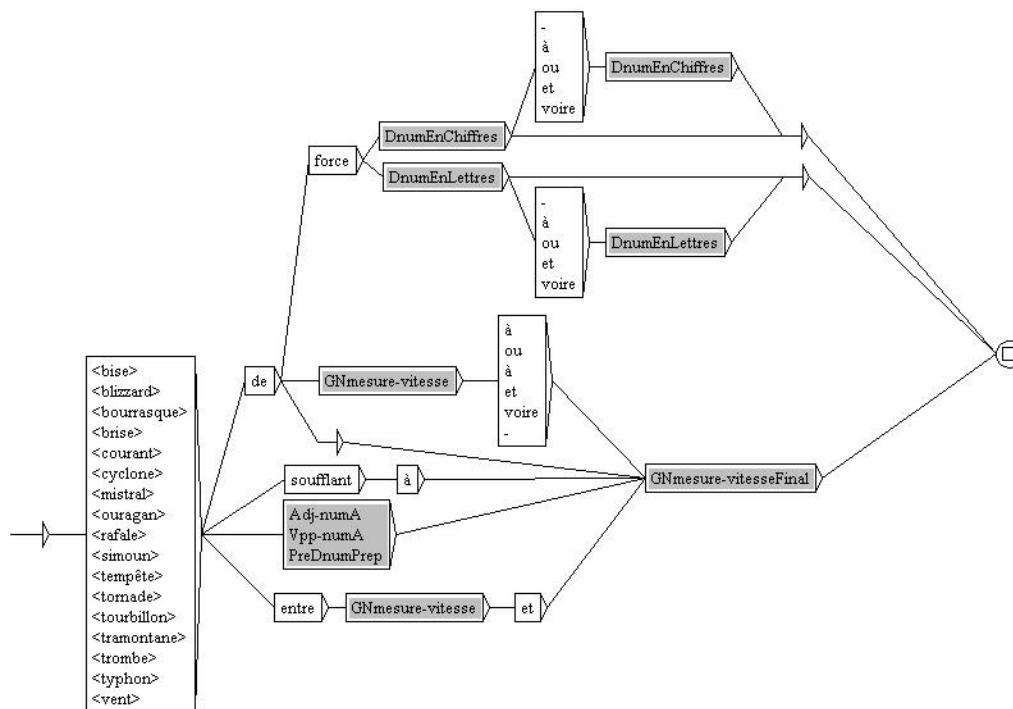 -
à
ou
et
voire
DnumEnChiffres
DnumEnChiffres
force
DnumEnLettres
-
à
ou
et
voire
DnumEnLettres
<bise>
<blizzard>
<bourrasque>
<brise>
<courant>
<cyclone>
<mistral>
<ouragan>
<rafale>
<simoun>
<tempête>
<tornade>
<tourbillon>
<tramontane>
<trombe>
<typhon>
<vent>
de
GNmesure-vitesse
à
ou
à
et
voire
-
soufflant
à
Adj-numA
Vpp-numA
PreDnumPrep
entre
GNmesure-vitesse
et
GNmesure-vitesseFinal